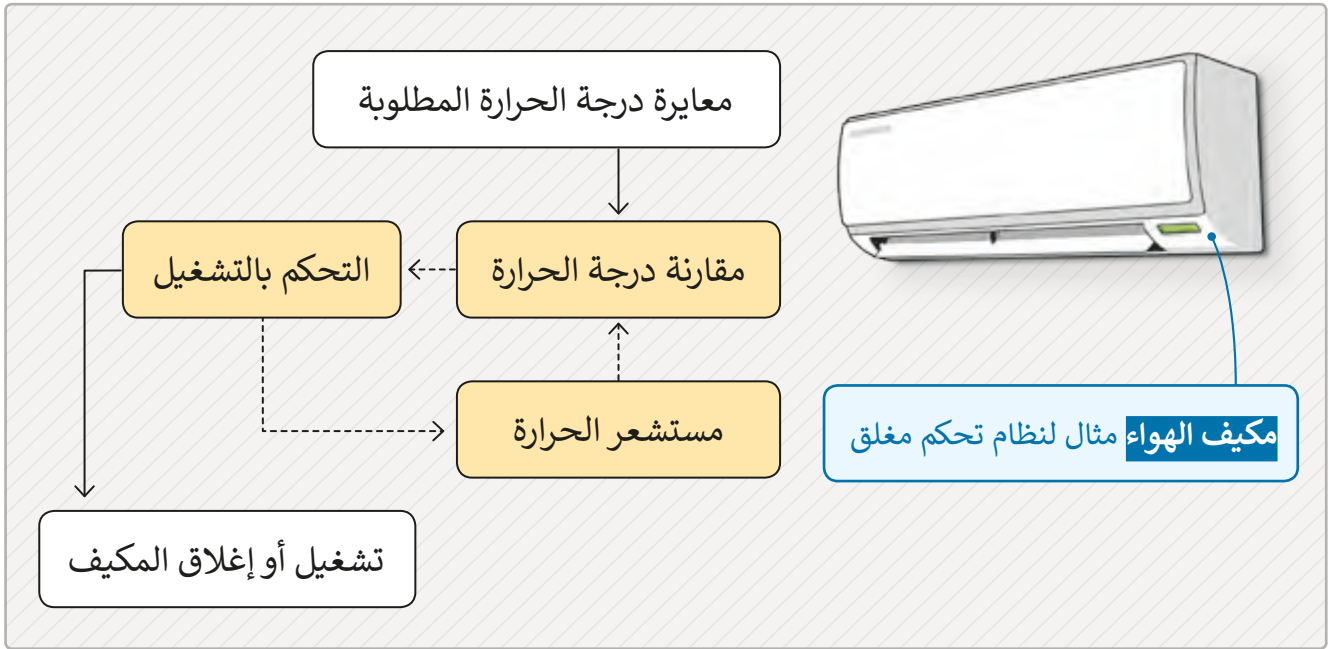 معايرة درجة الحرارة المطلوبة
مقارنة درجة الحرارة
التحكم بالتشغيل
مستشعر الحرارة
مكيف الهواء مثال لنظام تحكم مغلق
تشغيل أو إغلاق المكيف